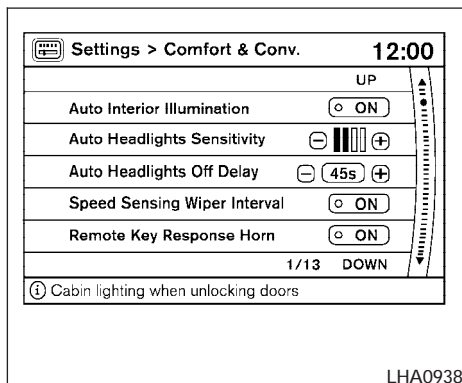 Settings > Comfort & Conv. 12:00
UP
Auto Interior Illumination ON
Auto Headlights Sensitivity
Auto Headlights Off Delay 45s
Speed Sensing Wiper Interval ON
Remote Key Response Horn ON
1/13 DOWN
i Cabin lighting when unlocking doors
LHA0938